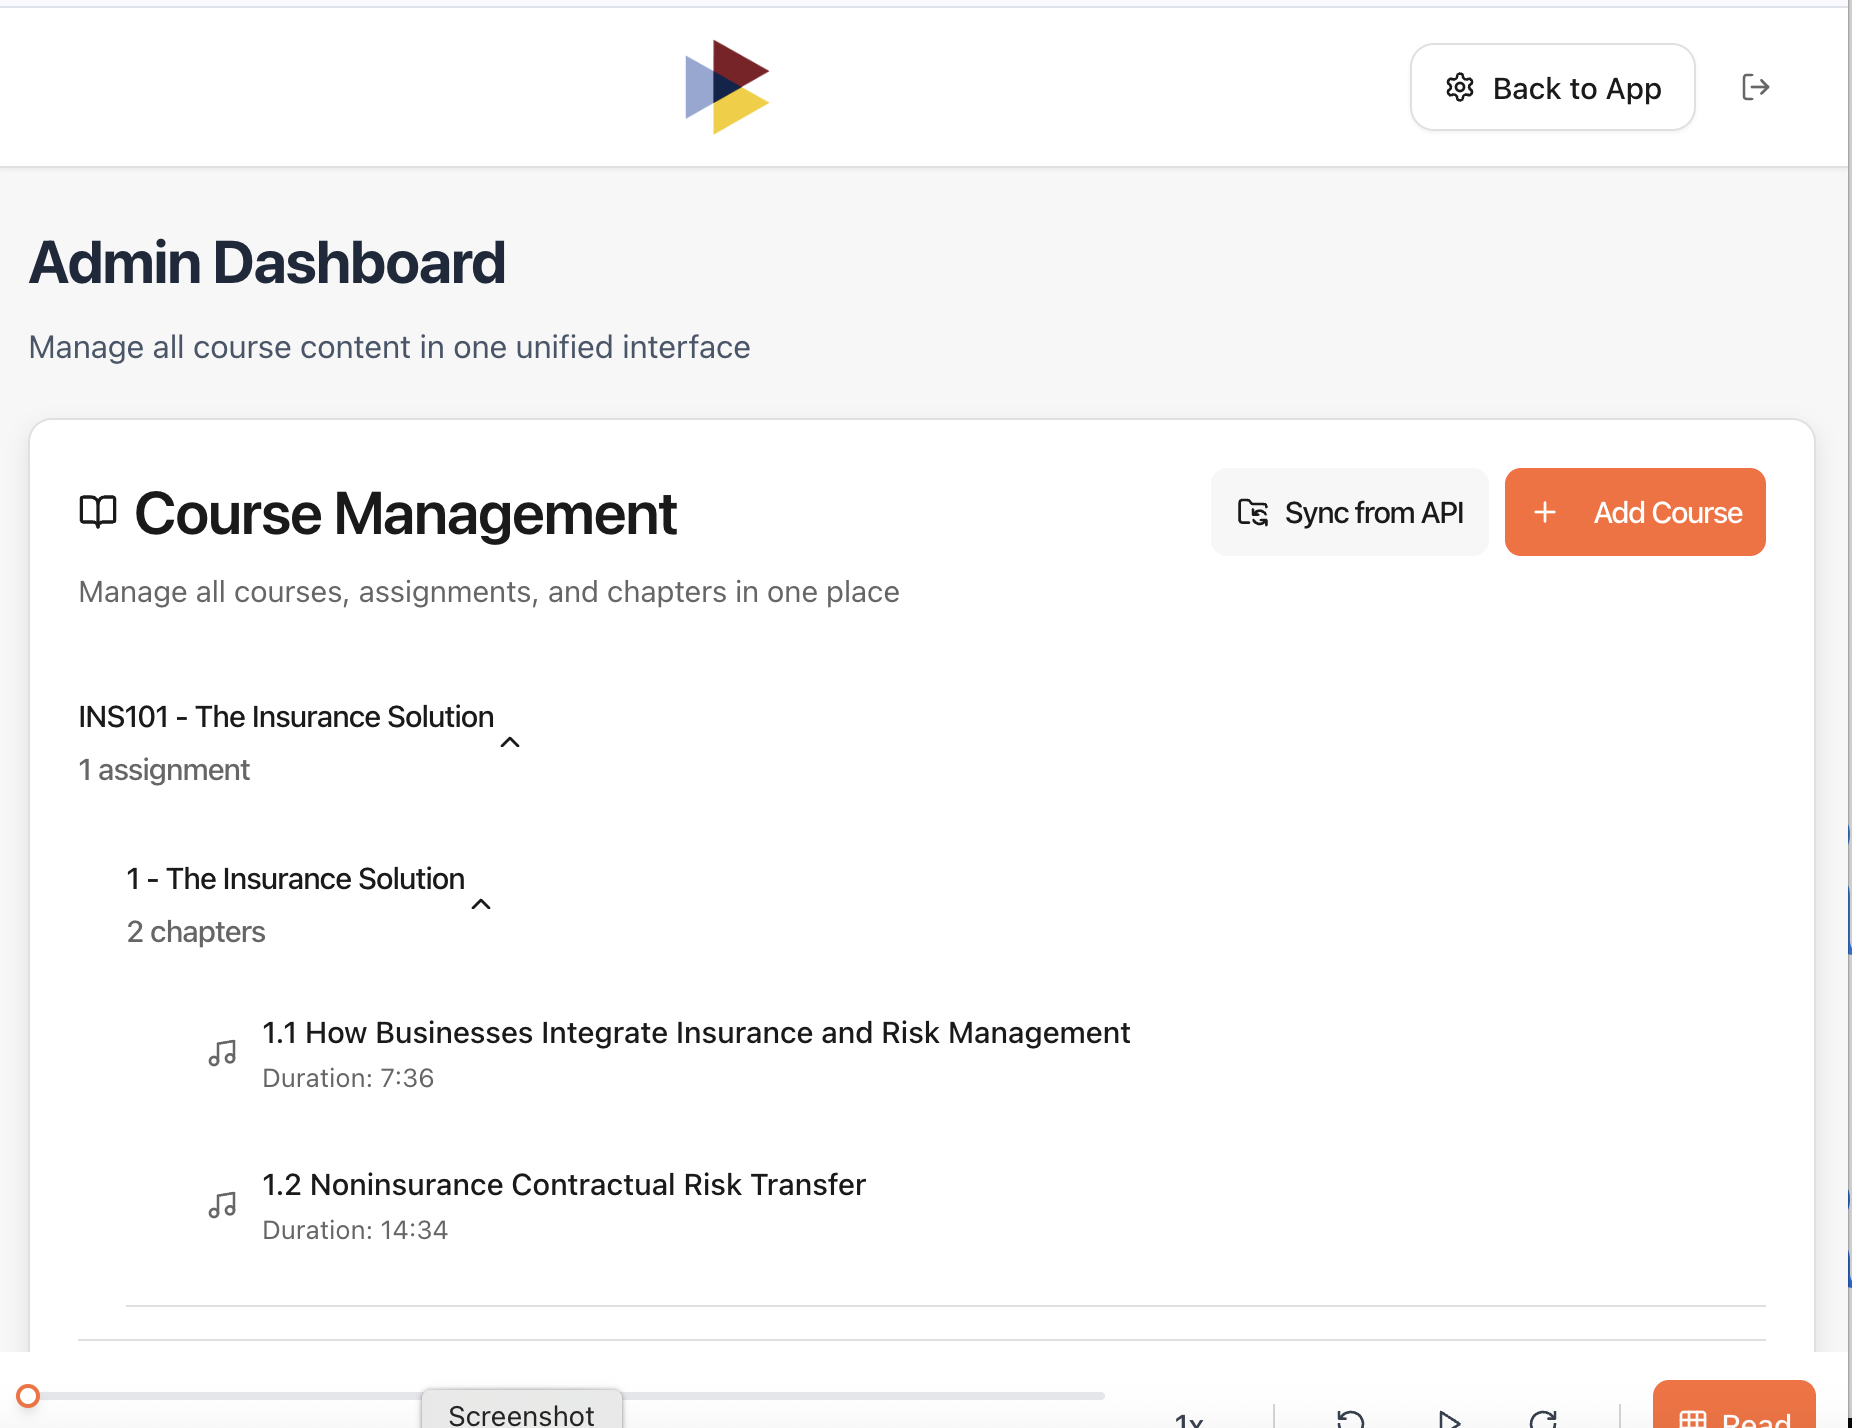 Back to App
Admin Dashboard
Manage all course content in one unified interface
Course Management
Sync from API
Add Course
Manage all courses, assignments, and chapters in one place
INS101 - The Insurance Solution
1 assignment
1 - The Insurance Solution
2 chapters
1.1 How Businesses Integrate Insurance and Risk Management
Duration: 7:36
1.2 Noninsurance Contractual Risk Transfer
Duration: 14:34
Screenshot
1x
Read